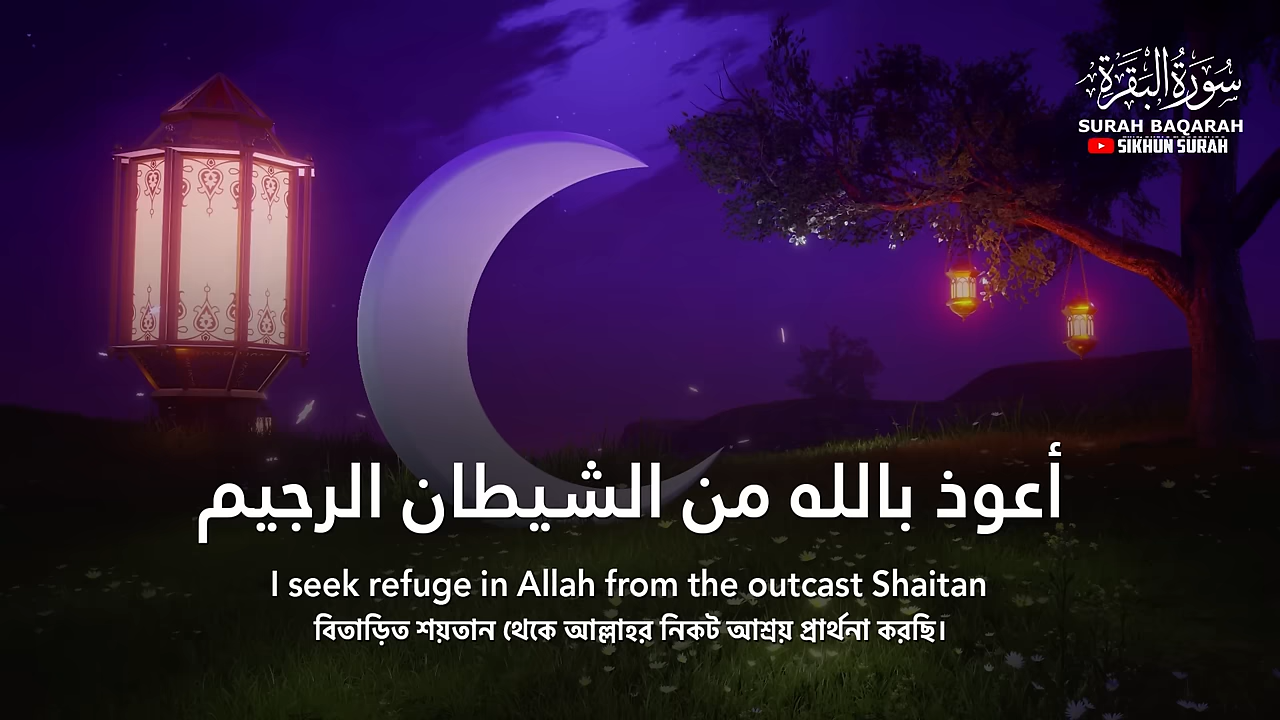 سُورَةُ البَقَرَة
SURAH BAQARAH
SIKHUN SURAH
أعوذ بالله من الشيطان الرجيم
I seek refuge in Allah from the outcast Shaitan
বিতাড়িত শয়তান থেকে আল্লাহর নিকট আশ্রয় প্রার্থনা করছি।